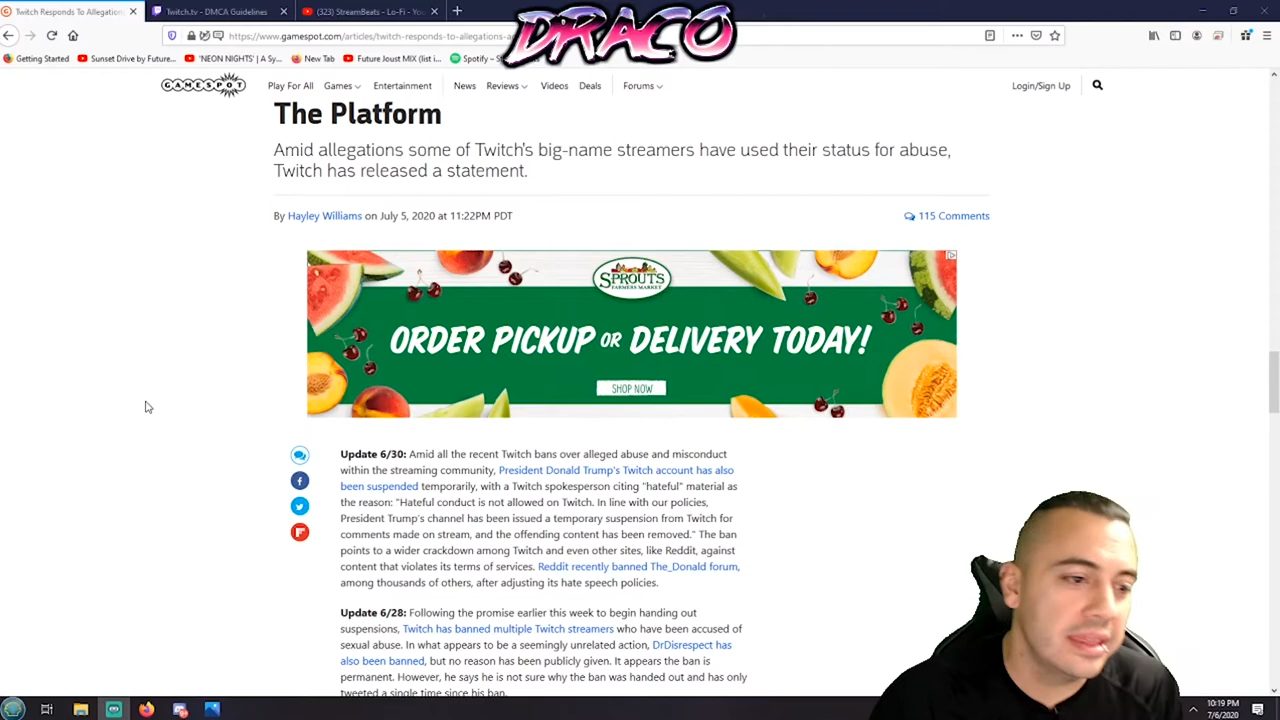 Twitch Responds To Allegation
Twitch.tv - DMCA Guidelines
(323) StreamBeats - Lo-Fi - You
DRACO
https://www.gamespot.com/articles/twitch-responds-to-allegations-a
Getting Started
Sunset Drive by Future...
'NEON NIGHTS' | A Sy...
New Tab
Future Joust MIX (list i...
Spotify - S
GAMESPOT
Play For All Games Entertainment News Reviews Videos Deals Forums Login/Sign Up
The Platform
Amid allegations some of Twitch's big-name streamers have used their status for abuse,
Twitch has released a statement.
By Hayley Williams on July 5, 2020 at 11:22PM PDT
115 Comments
SPROUTS
FARMERS MARKET
ORDER PICKUP OR DELIVERY TODAY!
SHOP NOW
Update 6/30: Amid all the recent Twitch bans over alleged abuse and misconduct
within the streaming community, President Donald Trump's Twitch account has also
been suspended temporarily, with a Twitch spokesperson citing "hateful" material as
the reason: "Hateful conduct is not allowed on Twitch. In line with our policies,
President Trump's channel has been issued a temporary suspension from Twitch for
comments made on stream, and the offending content has been removed." The ban
points to a wider crackdown among Twitch and even other sites, like Reddit, against
content that violates its terms of services. Reddit recently banned The_Donald forum,
among thousands of others, after adjusting its hate speech policies.
Update 6/28: Following the promise earlier this week to begin handing out
suspensions, Twitch has banned multiple Twitch streamers who have been accused of
sexual abuse. In what appears to be a seemingly unrelated action, DrDisrespect has
also been banned, but no reason has been publicly given. It appears the ban is
permanent. However, he says he is not sure why the ban was handed out and has only
tweeted a single time since his ban.
10:19 PM
7/6/2020